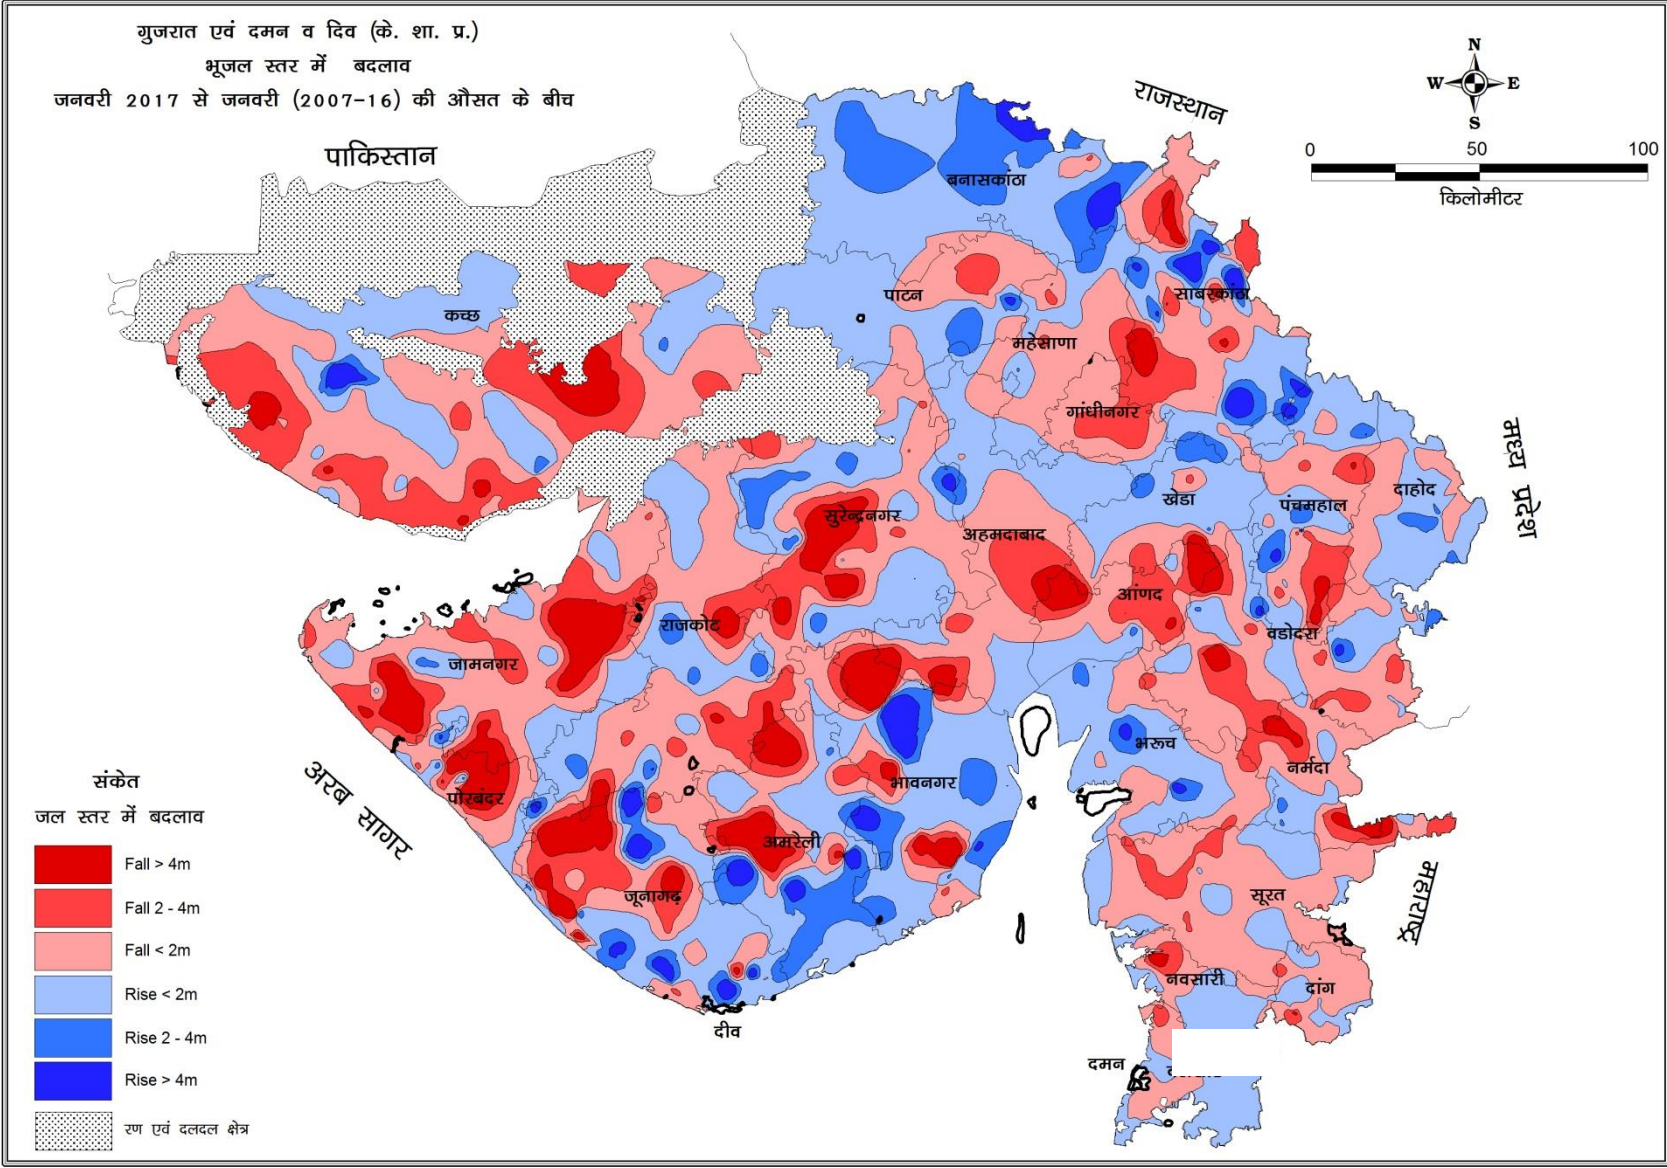 गुजरात एवं दमन व दिव (के. शा. प्र.)
भूजल स्तर में बदलाव
जनवरी 2017 से जनवरी (2007-16) की औसत के बीच
N
W E
S
0 50 100
किलोमीटर
राजस्थान
पाकिस्तान
बनासकांठा
पाटन
साबरकांठा
कच्छ
महेसाणा
गांधीनगर
मध्य प्रदेश
दाहोद
खेडा
पंचमहाल
सुरेन्द्रनगर
अहमदाबाद
आंणद
राजकोट
वडोदरा
जामनगर
भरूच
नर्मदा
भावनगर
पोरबंदर
अरब सागर
अमरेली
जूनागढ़
सूरत
महाराष्ट्र
नवसारी
दांग
दीव
दमन
संकेत
जल स्तर में बदलाव
Fall > 4m
Fall 2 - 4m
Fall < 2m
Rise < 2m
Rise 2 - 4m
Rise > 4m
रण एवं दलदल क्षेत्र